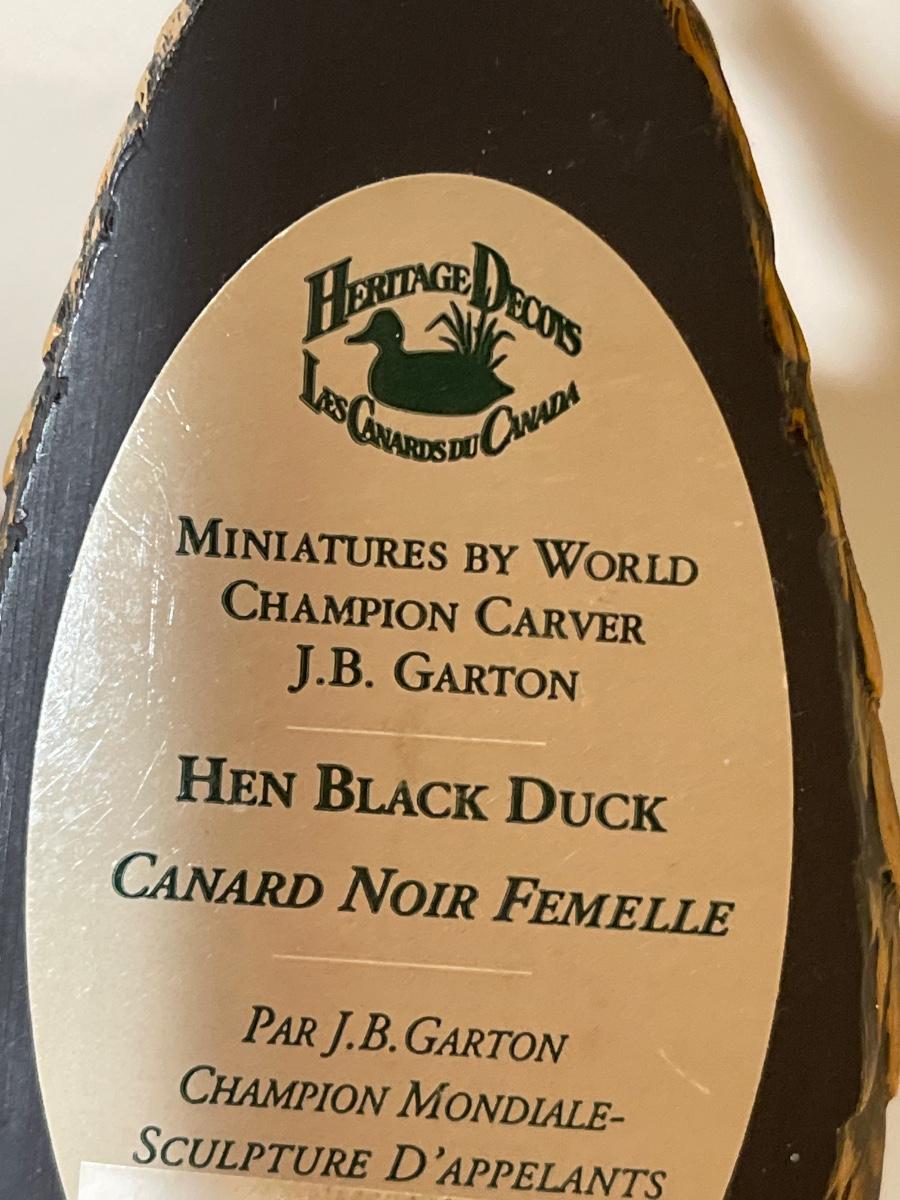 HERITAGE DECOYS
LES CANARDS DU CANADA
MINIATURES BY WORLD
CHAMPION CARVER
J.B. GARTON
HEN BLACK DUCK
CANARD NOIR FEMELLE
PAR J.B. GARTON
CHAMPION MONDIALE-
SCULPTURE D'APPELANTS